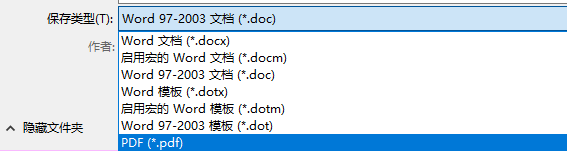 保存类型(T): Word 97-2003 文档 (*.doc)
Word 文档 (*.docx)
作者: 启用宏的 Word 文档 (*.docm)
Word 97-2003 文档 (*.doc)
Word 模板 (*.dotx)
启用宏的 Word 模板 (*.dotm)
隐藏文件夹 Word 97-2003 模板 (*.dot)
PDF (*.pdf)